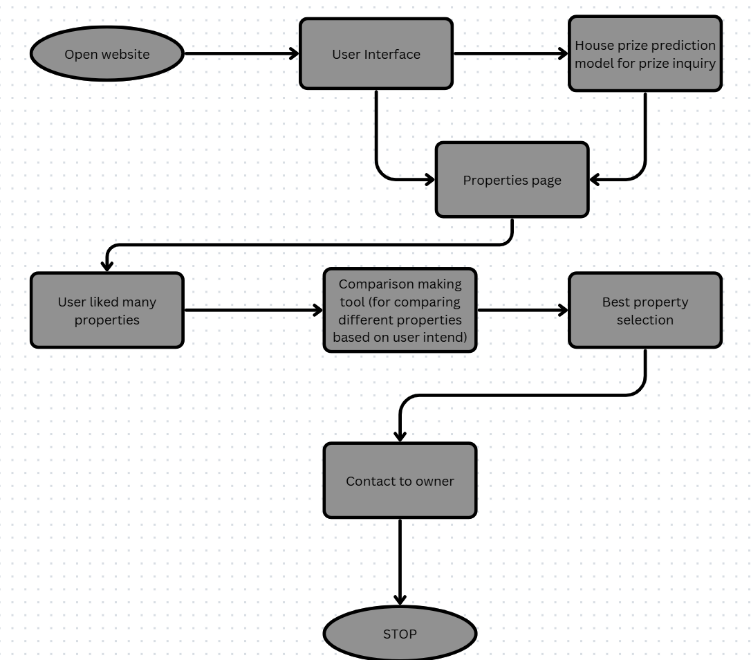 Open website
User Interface
House prize prediction
model for prize inquiry
Properties page
User liked many
properties
Comparison making
tool (for comparing
different properties
based on user intend)
Best property
selection
Contact to owner
STOP